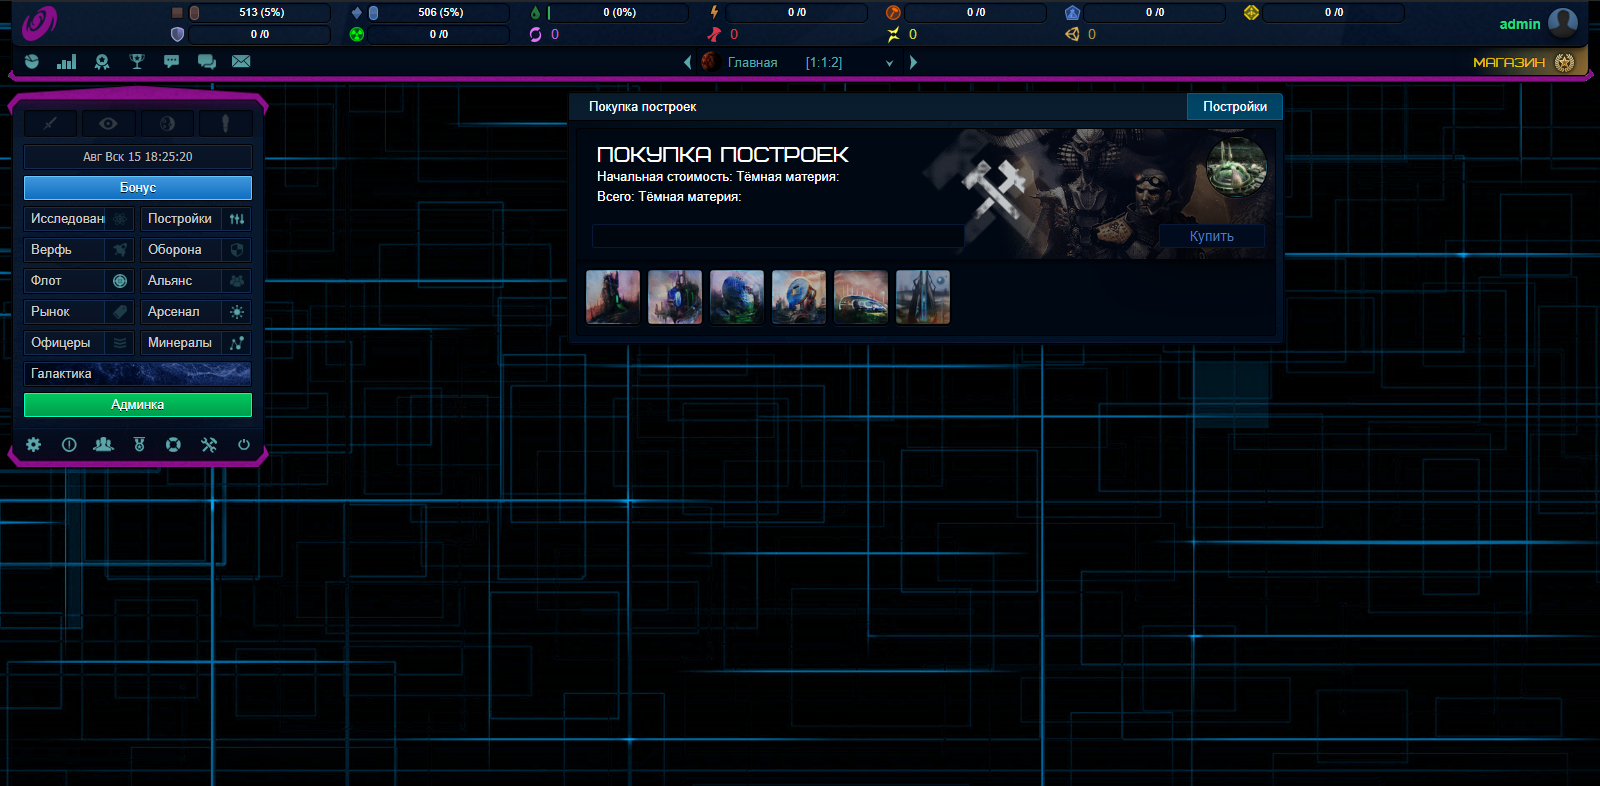 513 (5%)
506 (5%)
0 (0%)
0 /0
0 /0
0 /0
0 /0
0 /0
0 /0
0
0
0
0
admin
Главная [1:1:2]
МАГАЗИН
Авг Вск 15 18:25:20
Бонус
Исследован
Постройки
Верфь
Оборона
Флот
Альянс
Рынок
Арсенал
Офицеры
Минералы
Галактика
Админка
Покупка построек
Постройки
ПОКУПКА ПОСТРОЕК
Начальная стоимость: Тёмная материя:
Всего: Тёмная материя:
Купить